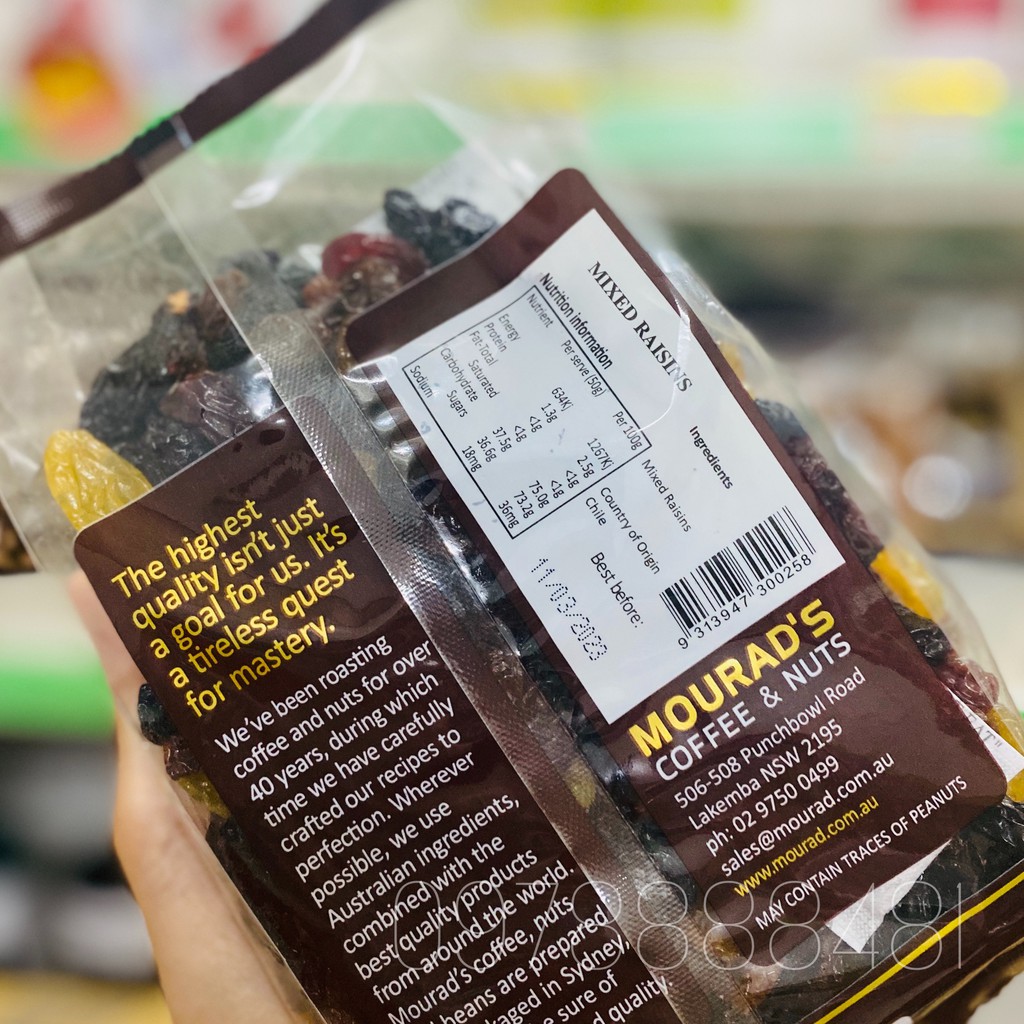 The highest
quality isn't just
a goal for us. It's
a tireless quest
for mastery.
We've been roasting
coffee and nuts for over
40 years, during which
time we have carefully
crafted our recipes to
perfection. Wherever
possible, we use
Australian ingredients,
combined with the
best quality products
from around the world.
Mourad's coffee, nuts
beans are prepared
in Sydney,
sure of
quality.
MIXED RAISINS
Nutrition information
Nutrient Per serve (50g) Per 100g
Energy 634Kj 1267Kj
Protein 1.3g 2.5g
Fat-Total <1g <1g
Saturated <1g <1g
Carbohydrate 37.5g 75.0g
Sugars 36.6g 73.2g
Sodium 18mg 36mg
Ingredients
Mixed Raisins
Country of Origin
Chile
Best before:
11/03/2023
9 313947 300258
MOURAD'S
COFFEE & NUTS
506-508 Punchbowl Road
Lakemba NSW 2195
ph: 02 9750 0499
sales@mourad.com.au
www.mourad.com.au
MAY CONTAIN TRACES OF PEANUTS